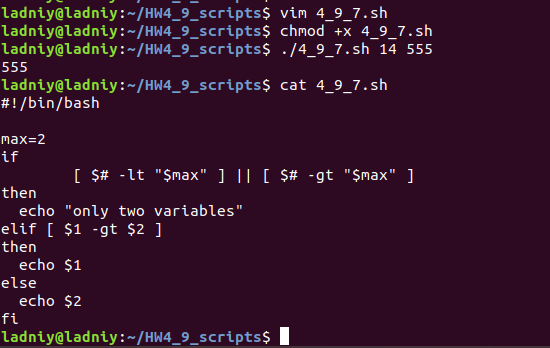 ladniy@ladniy:~/HW4_9_scripts$ vim 4_9_7.sh
ladniy@ladniy:~/HW4_9_scripts$ chmod +x 4_9_7.sh
ladniy@ladniy:~/HW4_9_scripts$ ./4_9_7.sh 14 555
555
ladniy@ladniy:~/HW4_9_scripts$ cat 4_9_7.sh
#!/bin/bash

max=2
if
        [ $# -lt "$max" ] || [ $# -gt "$max" ]
then
  echo "only two variables"
elif [ $1 -gt $2 ]
then
  echo $1
else
  echo $2
fi
ladniy@ladniy:~/HW4_9_scripts$